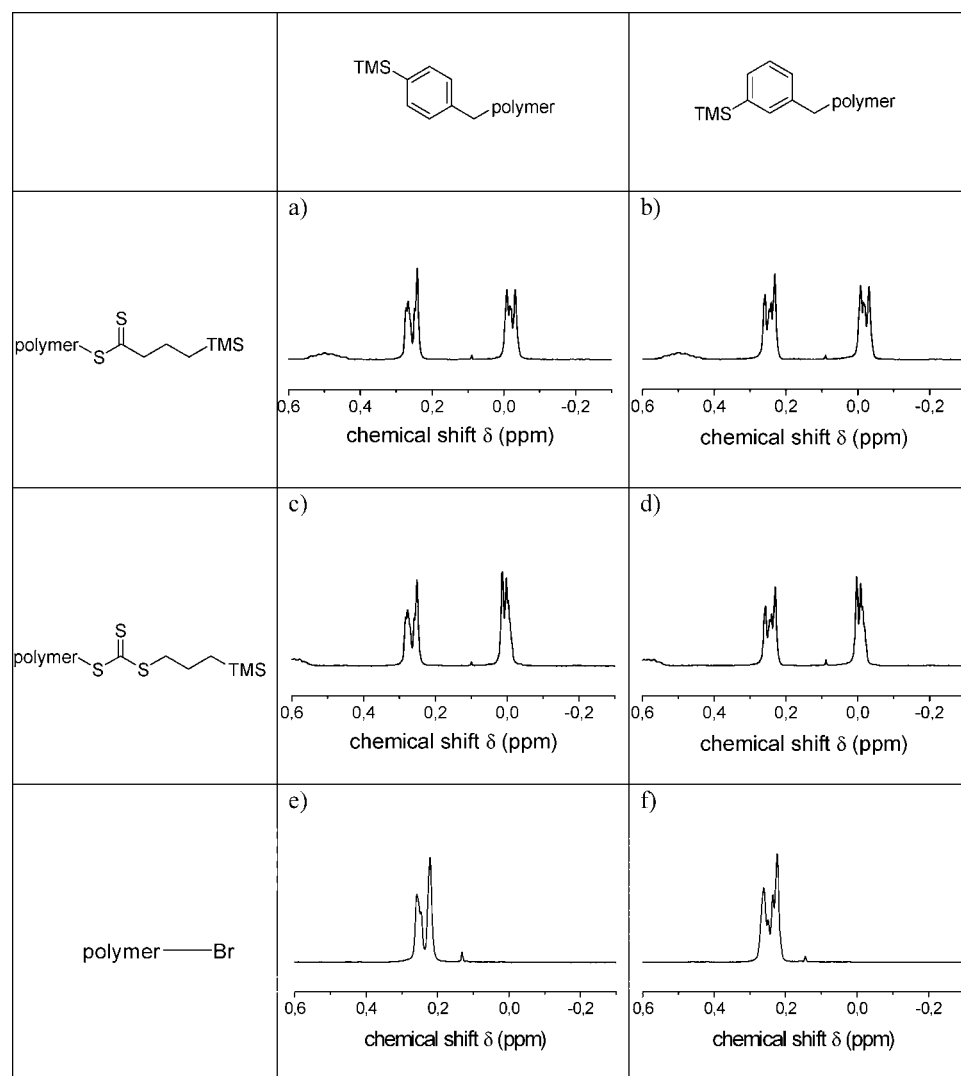 TMS
polymer
TMS
polymer
a)
b)
S
polymer
S
TMS
0,6 0,4 0,2 0,0 -0,2
chemical shift δ (ppm)
0,6 0,4 0,2 0,0 -0,2
chemical shift δ (ppm)
c)
d)
S
polymer
S
S
TMS
0,6 0,4 0,2 0,0 -0,2
chemical shift δ (ppm)
0,6 0,4 0,2 0,0 -0,2
chemical shift δ (ppm)
e)
f)
polymer
Br
0,6 0,4 0,2 0,0 -0,2
chemical shift δ (ppm)
0,6 0,4 0,2 0,0 -0,2
chemical shift δ (ppm)